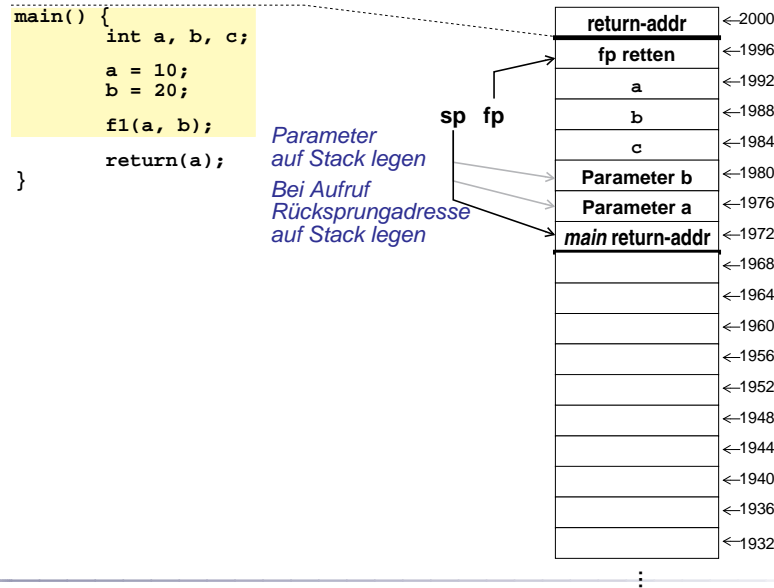 main() {
int a, b, c;
a = 10;
b = 20;
f1(a, b);
return(a);
}
Parameter
auf Stack legen
Bei Aufruf
Rücksprungadresse
auf Stack legen
sp fp
return-addr
fp retten
a
b
c
Parameter b
Parameter a
main return-addr
2000
1996
1992
1988
1984
1980
1976
1972
1968
1964
1960
1956
1952
1948
1944
1940
1936
1932